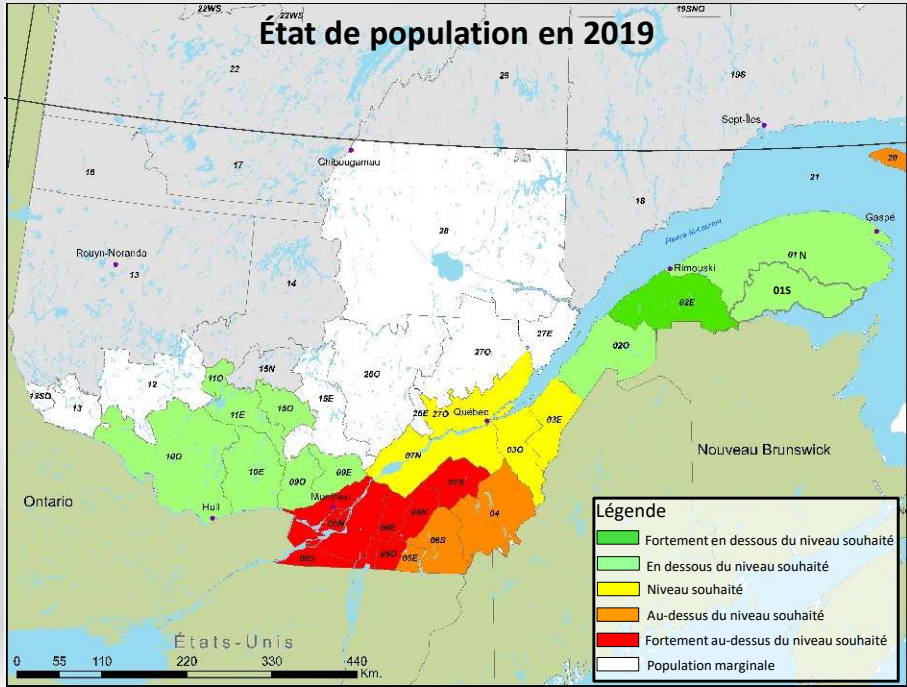 État de population en 2019
22WS
22WS
19SNO
22
29
19S
Sept-Îles
Chibougamau
20
17
16
21
18
Gaspé
28
Rouyn-Noranda
13
Rimouski
01N
14
01S
02E
27E
02O
27O
15N
26O
12
11O
13SO
13
15E
15O
11E
26E
27O
Québec
03E
10O
07N
03O
10E
09O
09E
Nouveau Brunswick
Ontario
Hull
Montréal
07S
04
08N
06N
08E
06S
08S
05O
05E
Légende
Fortement en dessous du niveau souhaité
En dessous du niveau souhaité
Niveau souhaité
Au-dessus du niveau souhaité
Fortement au-dessus du niveau souhaité
Population marginale
États-Unis
0 55 110 220 330 440
Km.